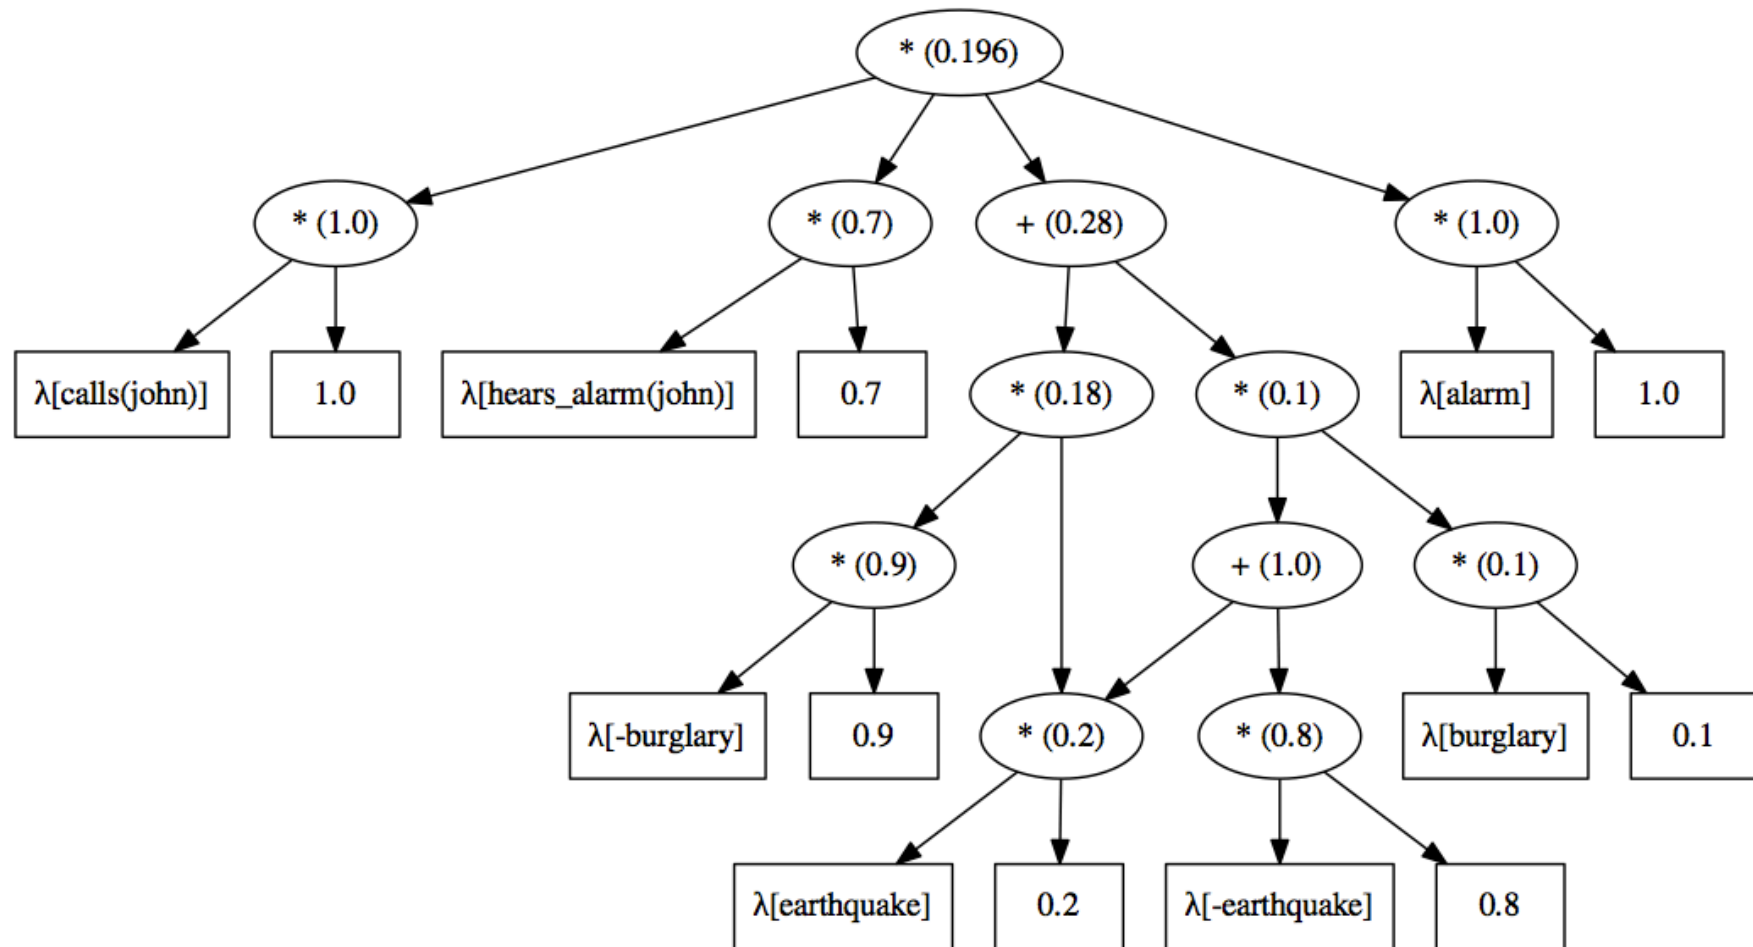 * (0.196)
* (1.0)
* (0.7)
+ (0.28)
* (1.0)
λ[calls(john)]
1.0
λ[hears_alarm(john)]
0.7
* (0.18)
* (0.1)
λ[alarm]
1.0
* (0.9)
+ (1.0)
* (0.1)
λ[-burglary]
0.9
* (0.2)
* (0.8)
λ[burglary]
0.1
λ[earthquake]
0.2
λ[-earthquake]
0.8